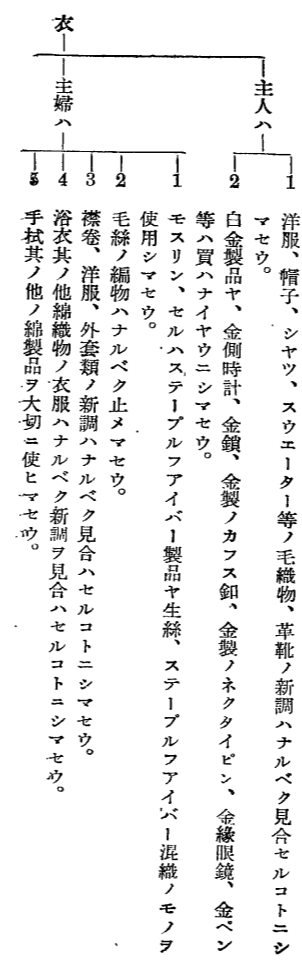 衣
主人ハ
1 洋服、帽子、シヤツ、スウエーター等ノ毛織物、革靴ノ新調ハナルベク見合セルコトニシ
マセウ。
2 白金製品ヤ、金側時計、金鎖、金製ノカフス釦、金製ノネクタイピン、金縁眼鏡、金ペン
等ハ買ハナイヤウニシマセウ。
主婦ハ
1 モスリン、セルハステープルフアイバー製品ヤ生絲、ステープルフアイバー混織ノモノヲ
使用シマセウ。
2 毛絲ノ編物ハナルベク止メマセウ。
3 襟卷、洋服、外套類ノ新調ハナルベク見合ハセルコトニシマセウ。
4 浴衣其ノ他綿織物ノ衣服ハナルベク新調ヲ見合ハセルコトニシマセウ。
5 手拭其ノ他ノ綿製品ヲ大切ニ使ヒマセウ。